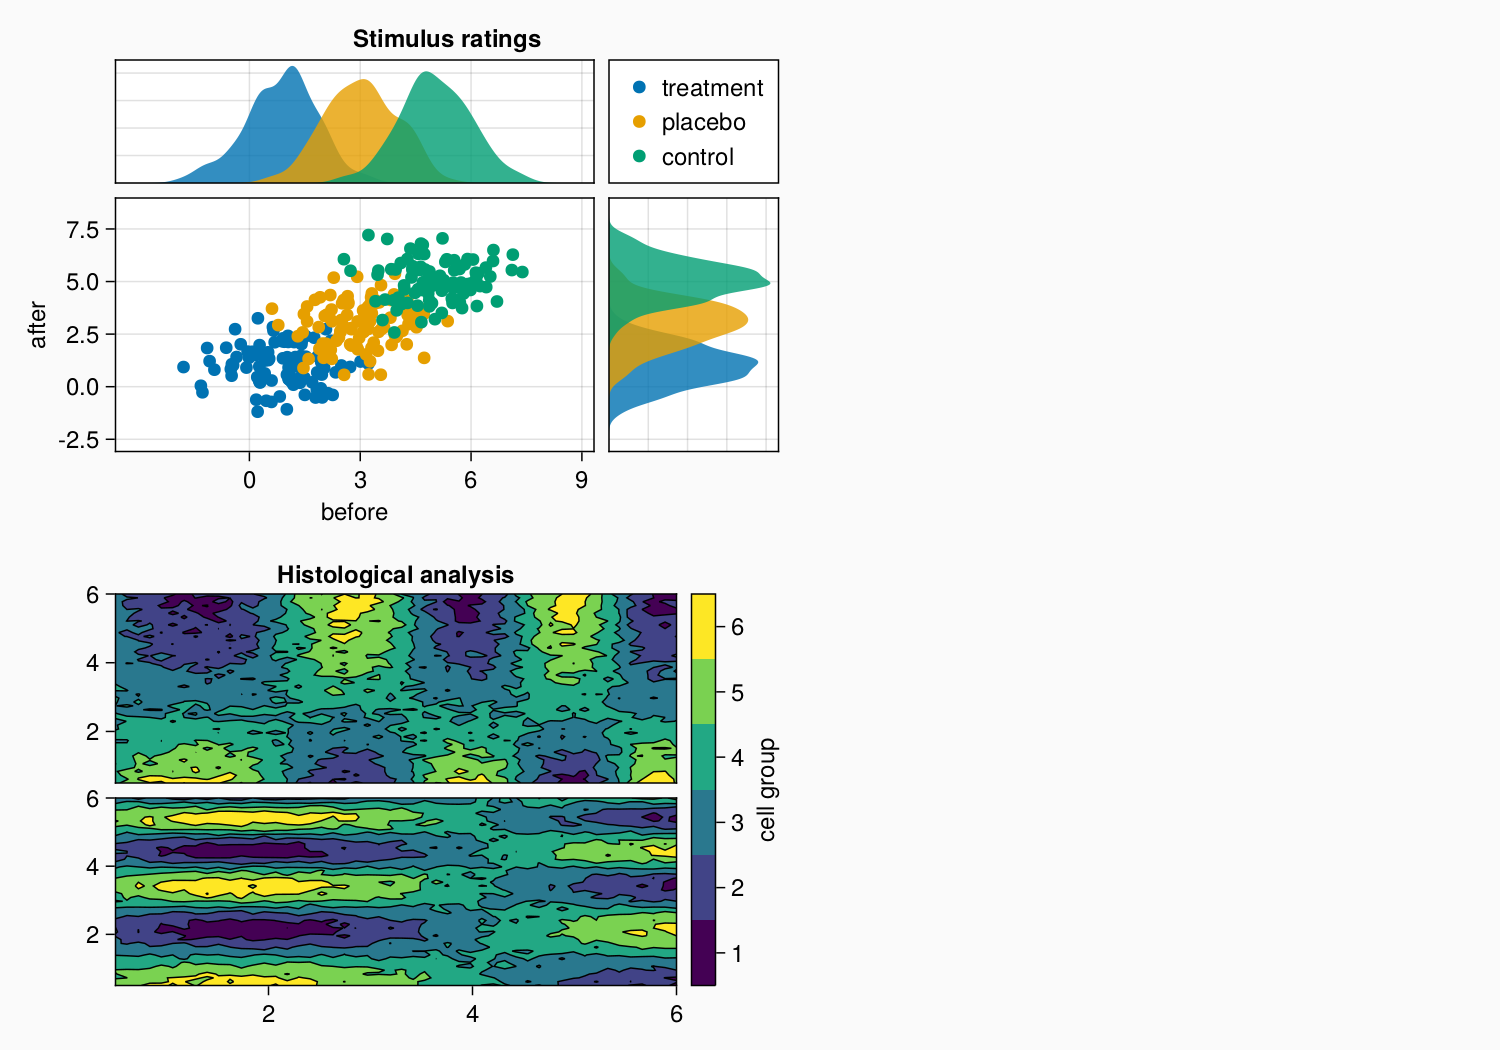 Stimulus ratings
treatment
placebo
control
7.5
5.0
2.5
0.0
-2.5
after
0 3 6 9
before
Histological analysis
6
4
2
6
4
2
2 4 6
6
5
4
3
2
1
cell group